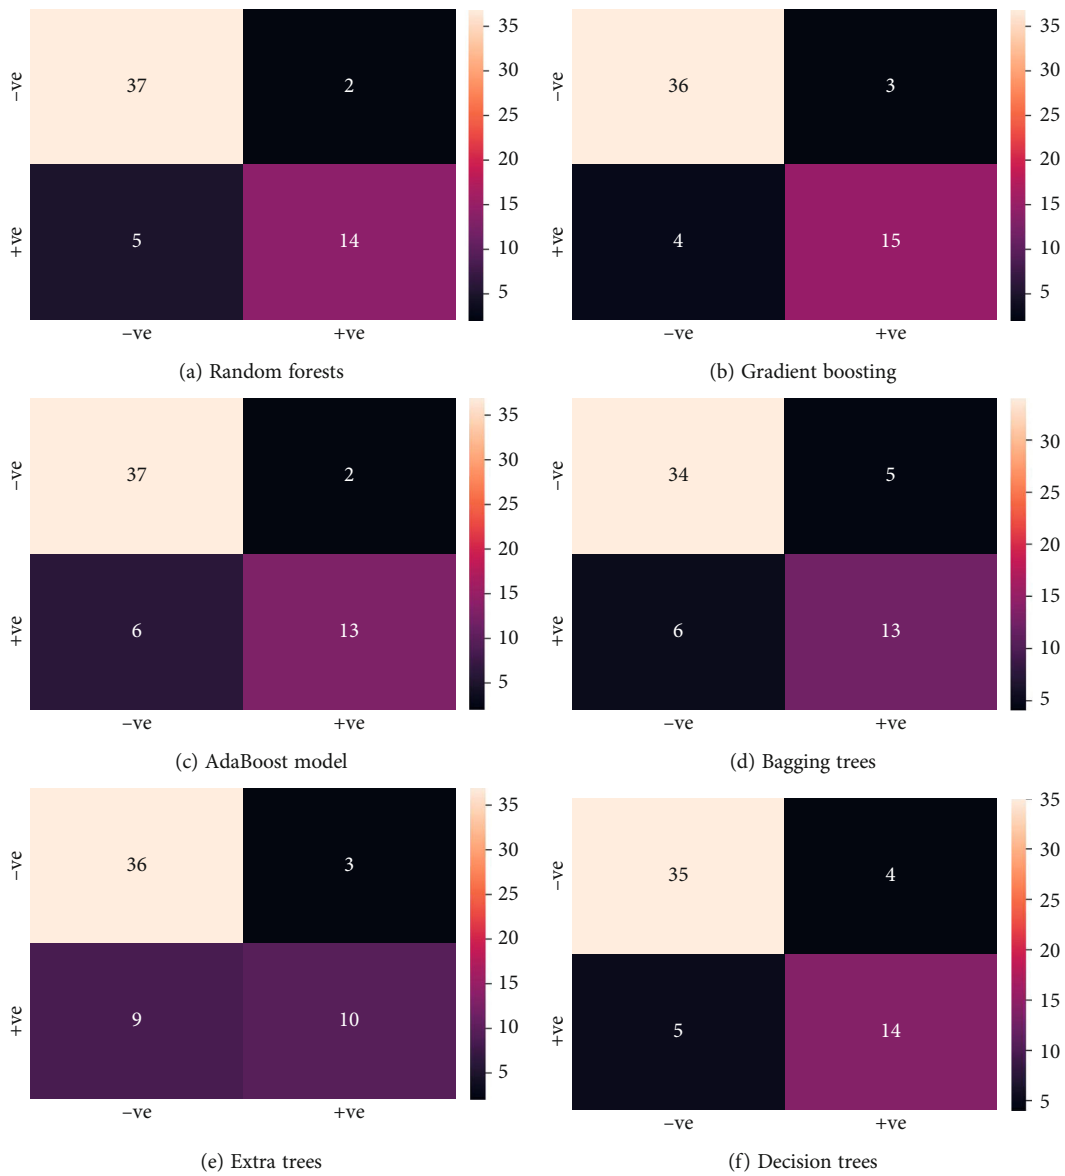 –ve
37
2
+ve
5
14
–ve
+ve
35
30
25
20
15
10
5
(a) Random forests
–ve
36
3
+ve
4
15
–ve
+ve
35
30
25
20
15
10
5
(b) Gradient boosting
–ve
37
2
+ve
6
13
–ve
+ve
35
30
25
20
15
10
5
(c) AdaBoost model
–ve
34
5
+ve
6
13
–ve
+ve
30
25
20
15
10
5
(d) Bagging trees
–ve
36
3
+ve
9
10
–ve
+ve
35
30
25
20
15
10
5
(e) Extra trees
–ve
35
4
+ve
5
14
–ve
+ve
35
30
25
20
15
10
5
(f) Decision trees